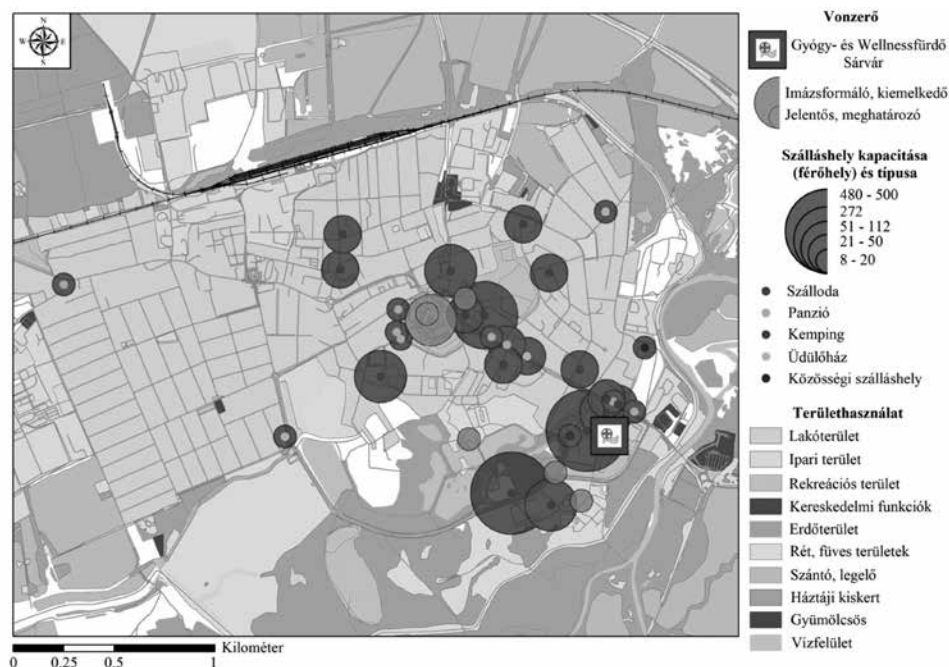 N
W E
S
Vonzerő
Gyógy- és Wellnessfürdő
Sárvár
Imázsformáló, kiemelkedő
Jelentős, meghatározó
Szálláshely kapacitása
(férőhely) és típusa
480 - 500
272
51 - 112
21 - 50
8 - 20
Szálloda
Panzió
Kemping
Üdülőház
Közösségi szálláshely
Területhasználat
Lakóterület
Ipari terület
Rekreációs terület
Kereskedelmi funkciók
Erdőterület
Rét, füves területek
Szántó, legelő
Háztáji kiskert
Gyümölcsös
Vízfelület
Kilométer
0 0.25 0.5 1